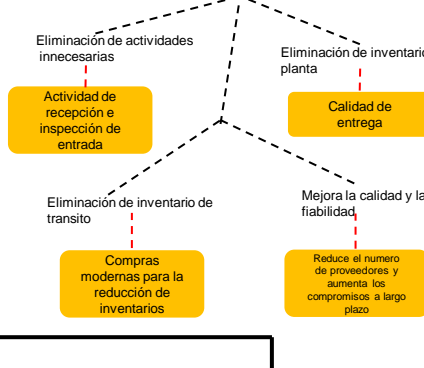 Eliminación de actividades
innecesarias
Actividad de
recepción e
inspección de
entrada
Eliminación de inventario
planta
Calidad de
entrega
Eliminación de inventario de
transito
Compras
modernas para la
reducción de
inventarios
Mejora la calidad y la
fiabilidad
Reduce el numero
de proveedores y
aumenta los
compromisos a largo
plazo